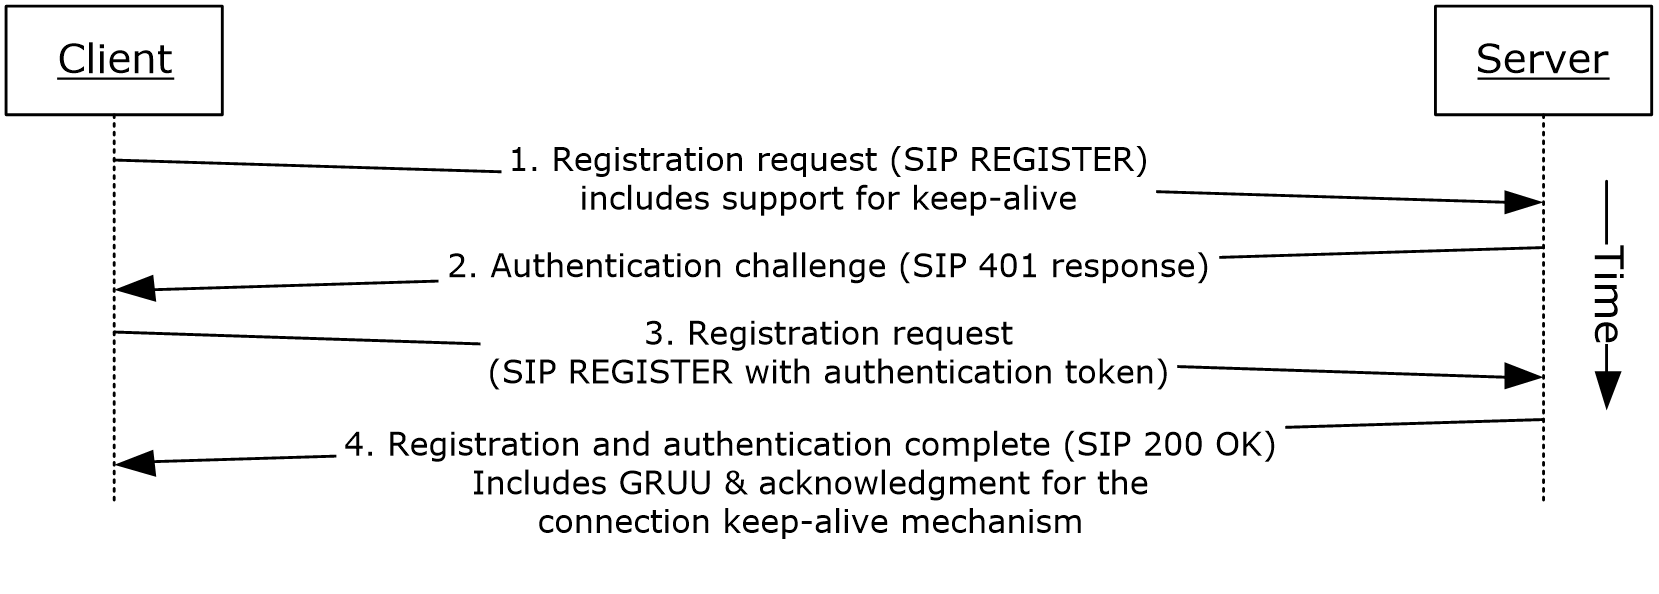 Client
Server
1. Registration request (SIP REGISTER)
includes support for keep-alive
2. Authentication challenge (SIP 401 response)
Time
3. Registration request
(SIP REGISTER with authentication token)
4. Registration and authentication complete (SIP 200 OK)
Includes GRUU & acknowledgment for the
connection keep-alive mechanism